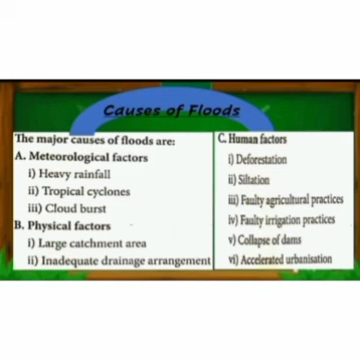 Causes of Floods
The major causes of floods are:
A. Meteorological factors
i) Heavy rainfall
ii) Tropical cyclones
iii) Cloud burst
B. Physical factors
i) Large catchment area
ii) Inadequate drainage arrangement
C. Human factors
i) Deforestation
ii) Siltation
iii) Faulty agricultural practices
iv) Faulty irrigation practices
v) Collapse of dams
vi) Accelerated urbanisation